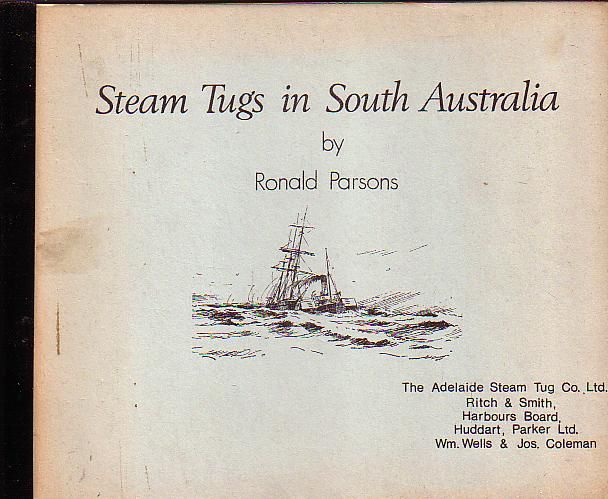 Steam Tugs in South Australia
by
Ronald Parsons
The Adelaide Steam Tug Co. Ltd.
Ritch & Smith,
Harbours Board,
Huddart, Parker Ltd.
Wm. Wells & Jos. Coleman